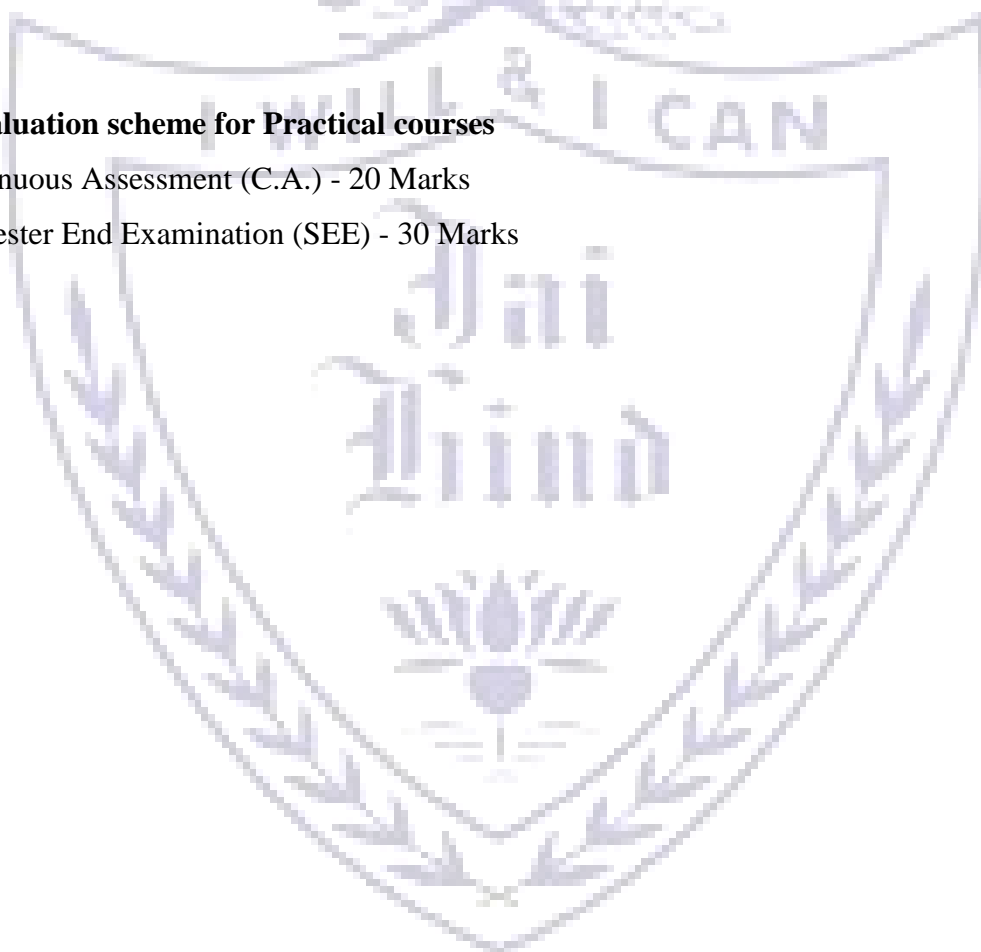 I WILL & I CAN
aluation scheme for Practical courses
nuous Assessment (C.A.) - 20 Marks
ester End Examination (SEE) - 30 Marks
Jai
Hind